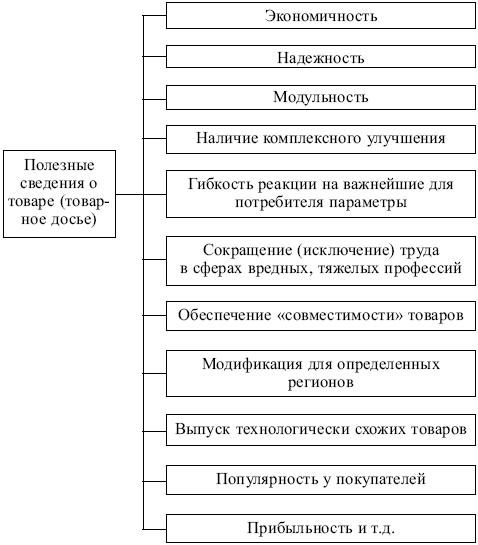 Экономичность
Надежность
Модульность
Наличие комплексного улучшения
Полезные
сведения о
товаре (товар-
ное досье)
Гибкость реакции на важнейшие для
потребителя параметры
Сокращение (исключение) труда
в сферах вредных, тяжелых профессий
Обеспечение «совместимости» товаров
Модификация для определенных
регионов
Выпуск технологически схожих товаров
Популярность у покупателей
Прибыльность и т.д.